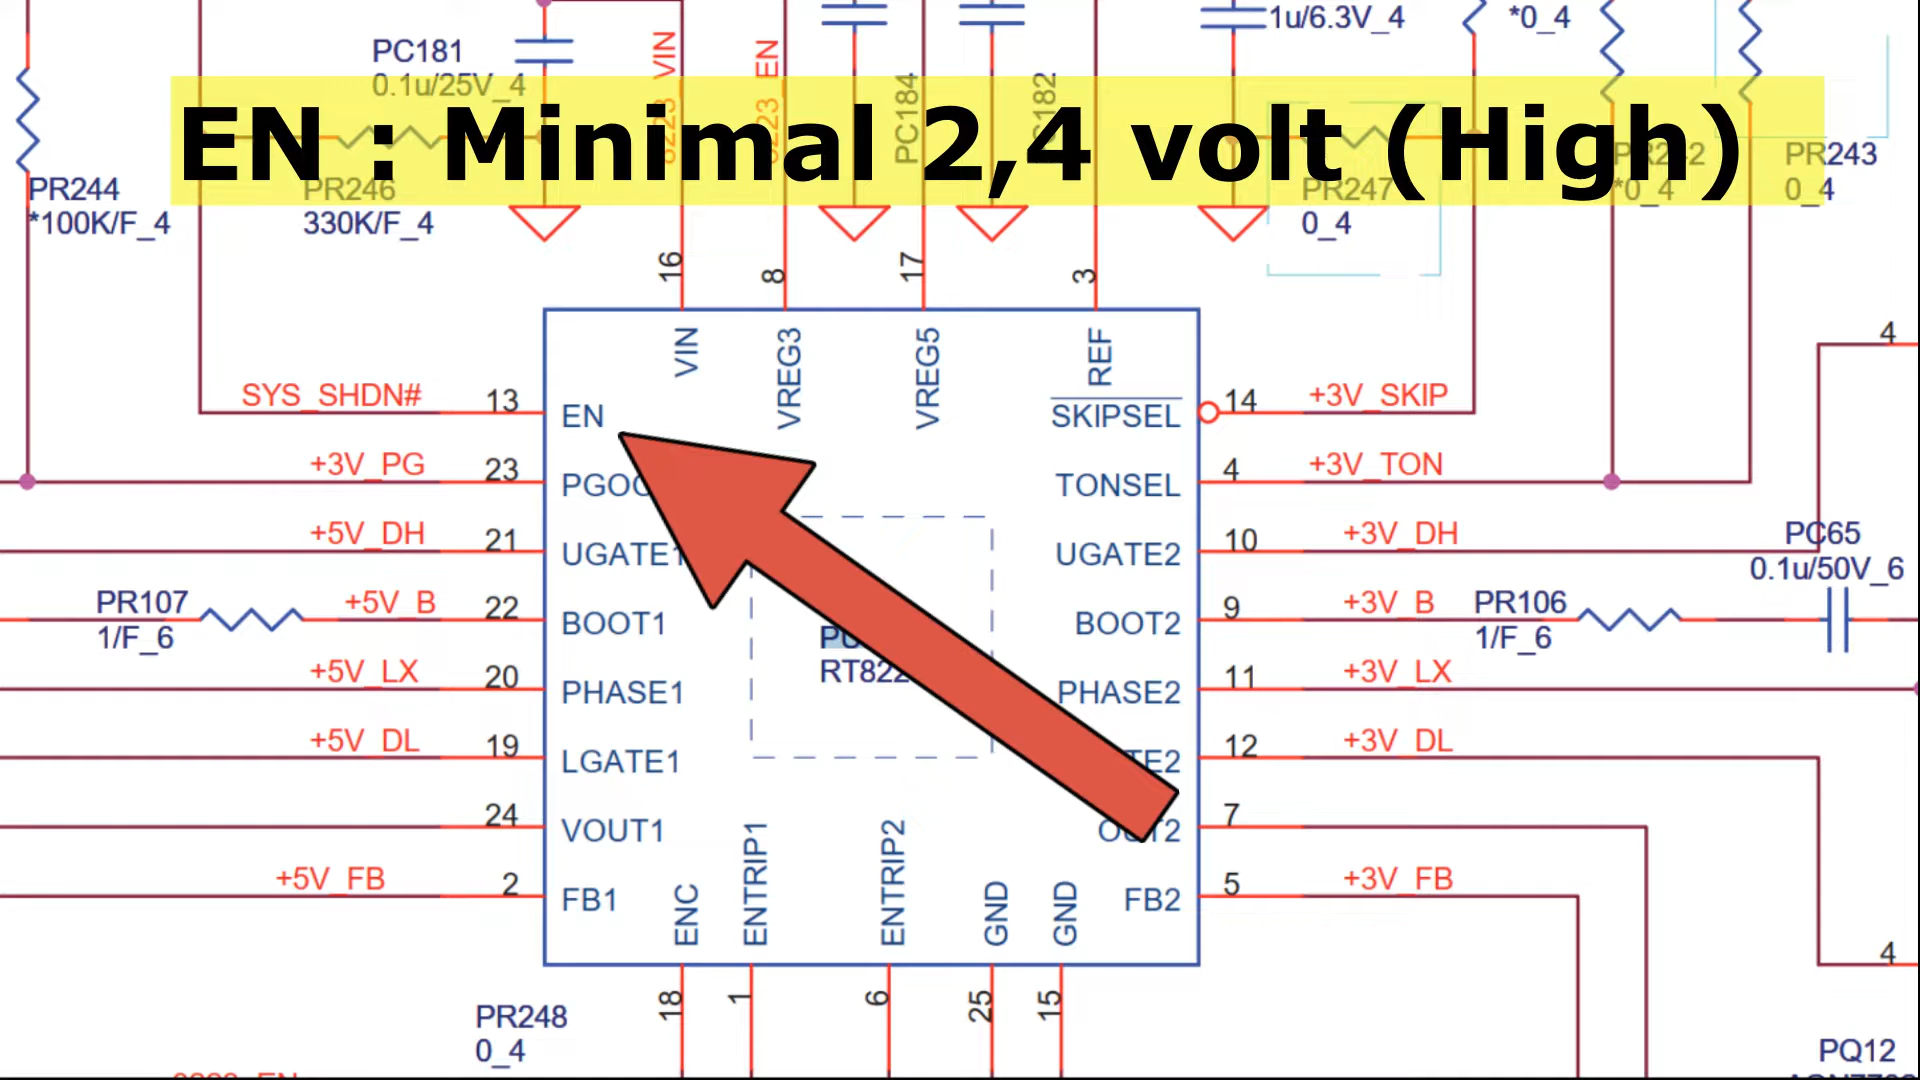 1u/6.3V_4
*0_4
PC181
0.1u/25V_4
EN : Minimal 2,4 volt (High)
PC184
PR244
*100K/F_4
PR246
330K/F_4
PR247
0_4
*0_4
PR243
0_4
16
8
17
3
VIN
VREG3
VREG5
REF
4
SYS_SHDN#
13
EN
SKIPSEL
14
+3V_SKIP
+3V_PG
23
TONSEL
4
+3V_TON
+5V_DH
21
UGATE1
UGATE2
10
+3V_DH
PC65
0.1u/50V_6
PR107
1/F_6
+5V_B
22
BOOT1
BOOT2
9
+3V_B
PR106
1/F_6
+5V_LX
20
PHASE1
PHASE2
11
+3V_LX
+5V_DL
19
LGATE1
12
+3V_DL
24
VOUT1
7
+5V_FB
2
FB1
FB2
5
+3V_FB
ENC
ENTRIP1
ENTRIP2
GND
GND
4
18
1
6
25
15
PR248
0_4
PQ12